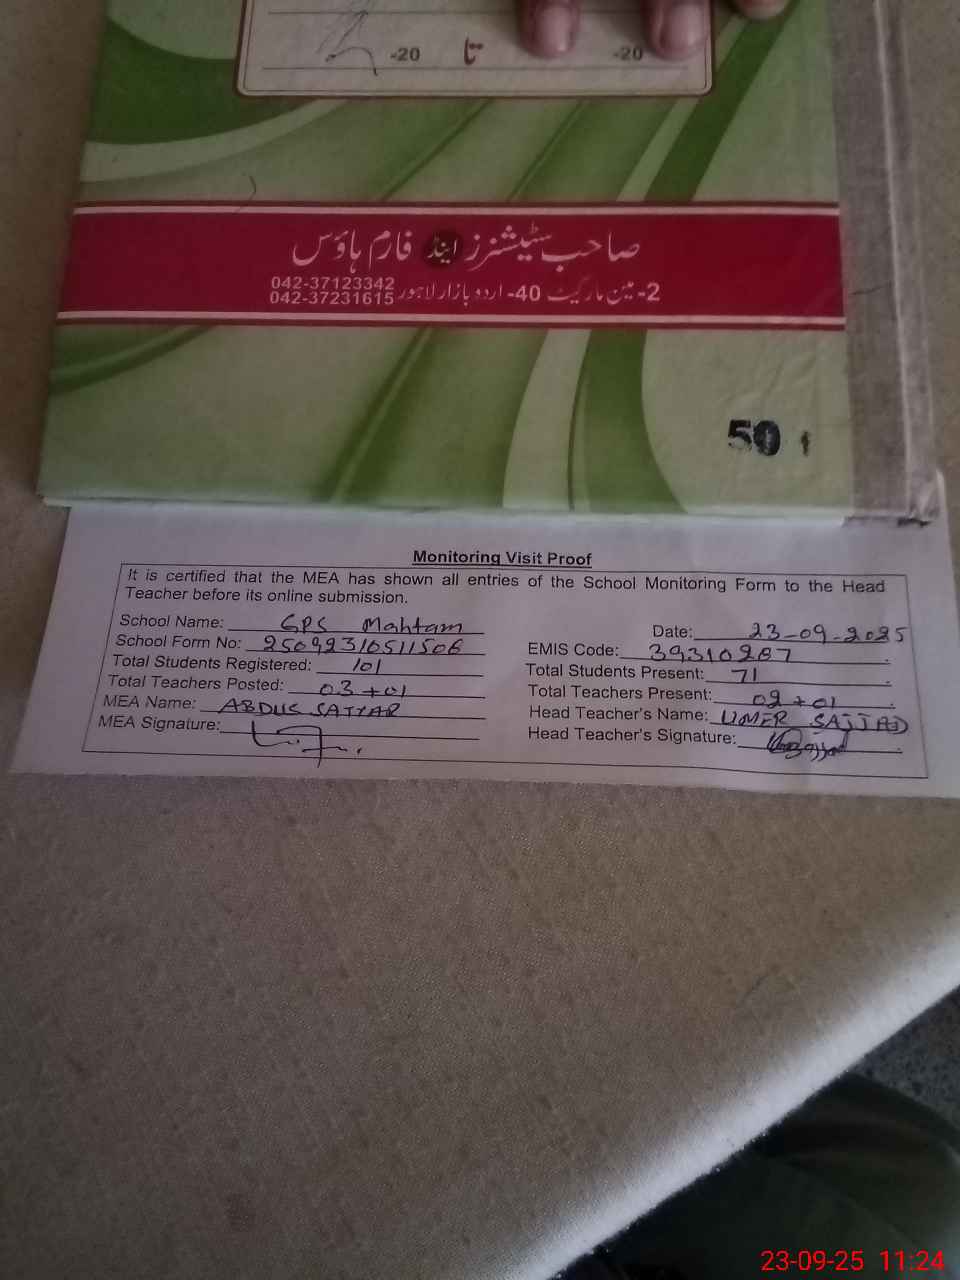 -20 تا -20
صاحب سٹیشنرز اینڈ فارم ہاؤس
2- مین مارکیٹ 40- اردو بازار لاہور
042-37123342
042-37231615
50
Monitoring Visit Proof
It is certified that the MEA has shown all entries of the School Monitoring Form to the Head
Teacher before its online submission.
School Name: GPS Mahtam
Date: 23-09-2025
School Form No: 25092310511506
EMIS Code: 39310287
Total Students Registered: 101
Total Students Present: 71
Total Teachers Posted: 03+01
Total Teachers Present: 02+01
MEA Name: ABDUS SATTAR
Head Teacher's Name: UMER SAJJAD
MEA Signature:
Head Teacher's Signature:
23-09-25 11:24